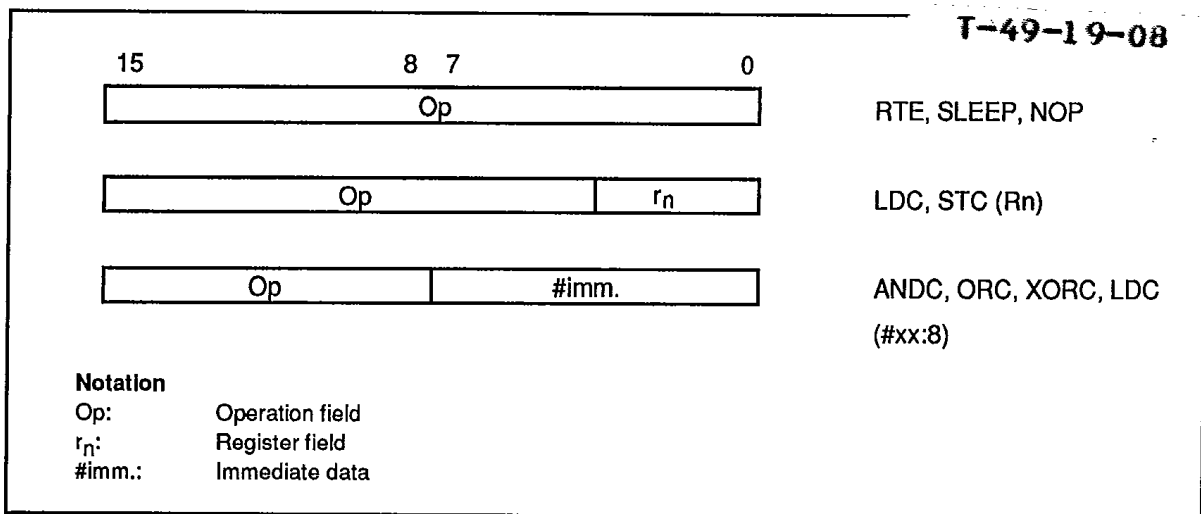 T-49-19-08
15 8 7 0
Op RTE, SLEEP, NOP
Op rn LDC, STC (Rn)
Op #imm. ANDC, ORC, XORC, LDC
(#xx:8)
Notation
Op: Operation field
rn: Register field
#imm.: Immediate data